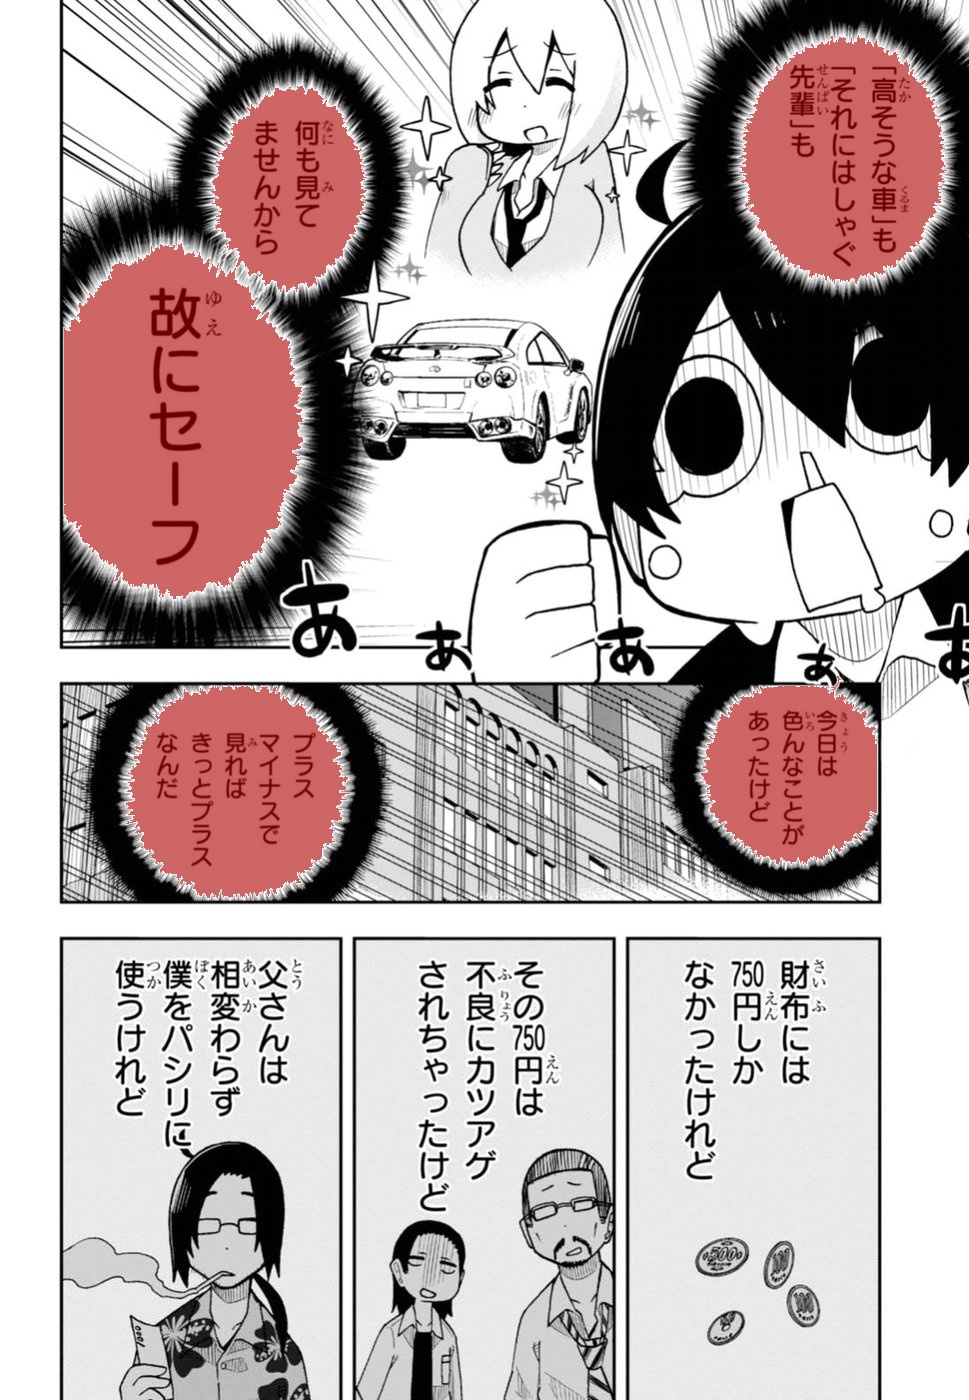 「高そうな車」も
「それにはしゃぐ
先輩」も
何も見て
ませんから
故にセーフ
あぁ
あぁ
あぁ
あぁ
今日は
色んなことが
あったけど
プラス
マイナスで
見れば
きっとプラス
なんだ
財布には
750円しか
なかったけれど
その750円は
不良にカツアゲ
されちゃったけど
父さんは
相変わらず
僕をパシリに
使うけれど